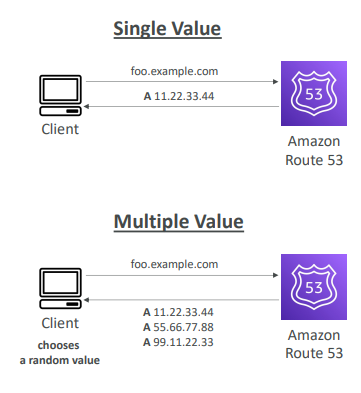 Single Value
foo.example.com
53
A 11.22.33.44
Client
Amazon
Route 53
Multiple Value
foo.example.com
53
A 11.22.33.44
A 55.66.77.88
A 99.11.22.33
Client
chooses
a random value
Amazon
Route 53